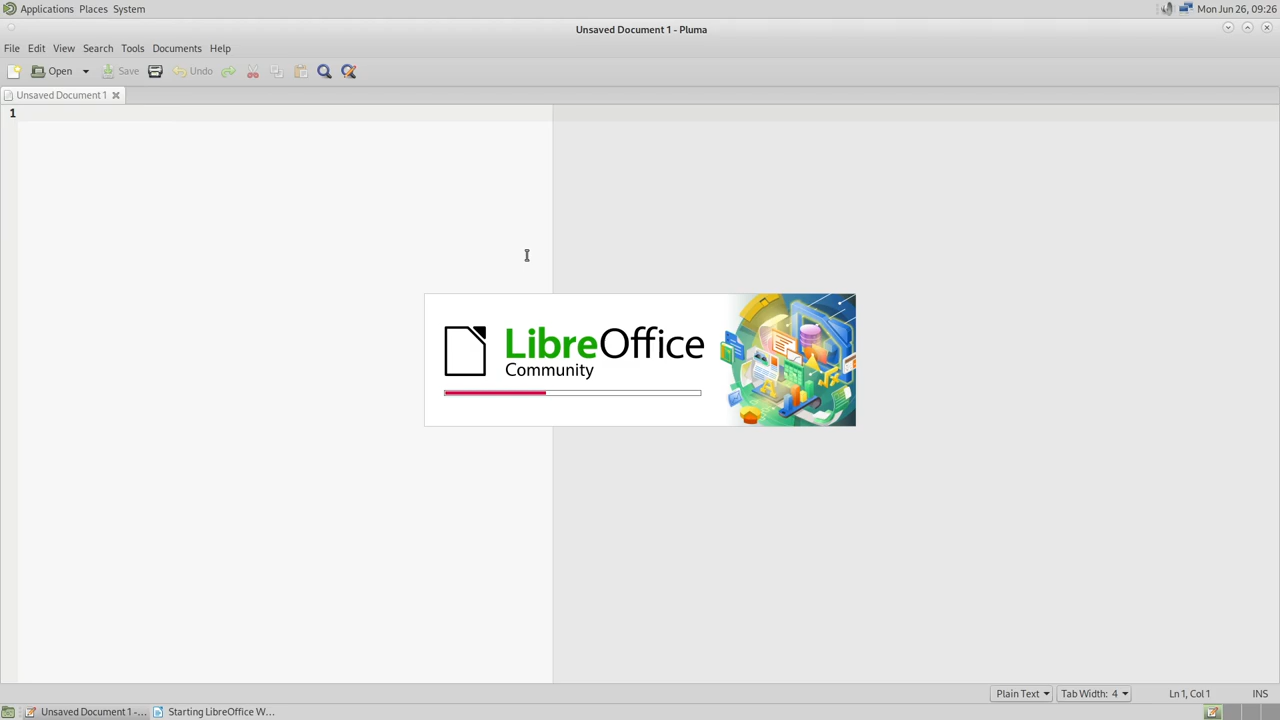 Applications Places System
Mon Jun 26, 09:26
Unsaved Document 1 - Pluma
File Edit View Search Tools Documents Help
Open Save Undo
Unsaved Document 1
1
LibreOffice
Community
Plain Text Tab Width: 4 Ln 1, Col 1 INS
Unsaved Document 1 -... Starting LibreOffice W...